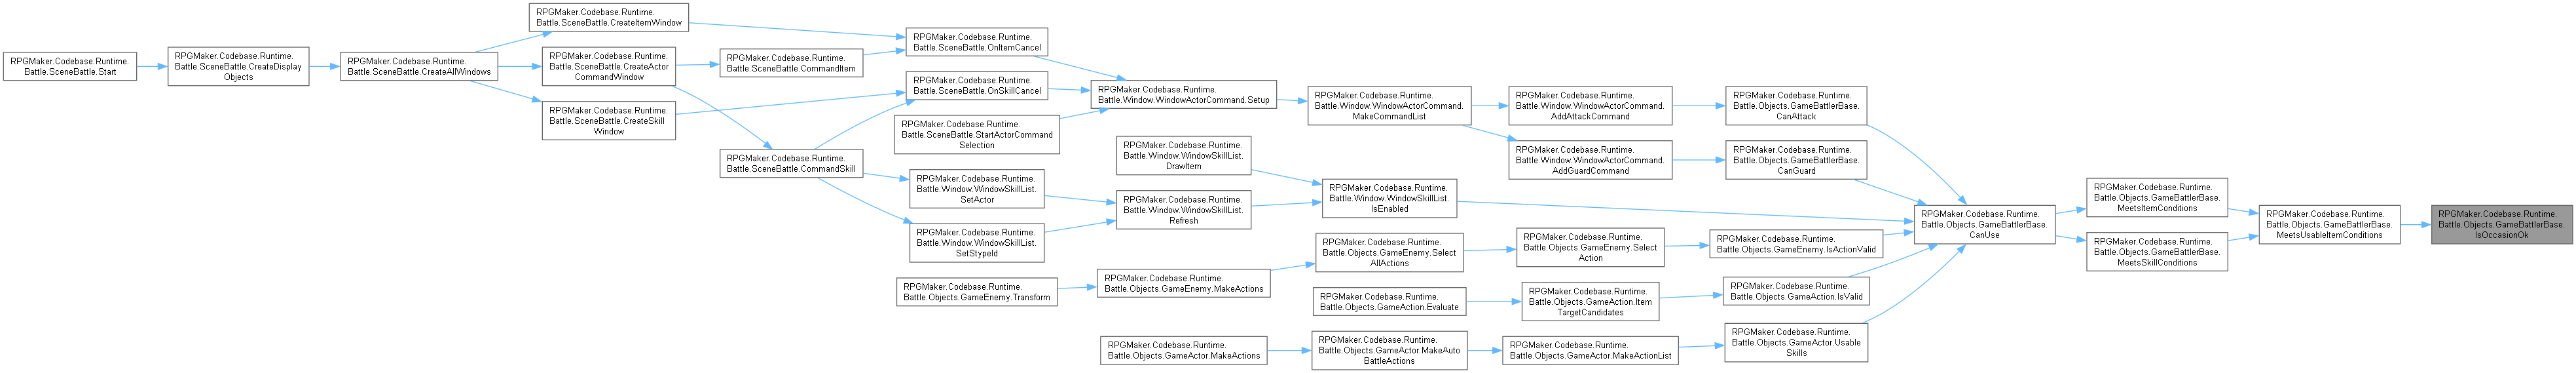 RPGMaker.Codebase.Runtime.
Battle.SceneBattle.Start
RPGMaker.Codebase.Runtime.
Battle.SceneBattle.CreateDisplay
Objects
RPGMaker.Codebase.Runtime.
Battle.SceneBattle.CreateAllWindows
RPGMaker.Codebase.Runtime.
Battle.SceneBattle.CreateItemWindow
RPGMaker.Codebase.Runtime.
Battle.SceneBattle.CreateActor
CommandWindow
RPGMaker.Codebase.Runtime.
Battle.SceneBattle.CreateSkill
Window
RPGMaker.Codebase.Runtime.
Battle.SceneBattle.CommandItem
RPGMaker.Codebase.Runtime.
Battle.SceneBattle.CommandSkill
RPGMaker.Codebase.Runtime.
Battle.SceneBattle.OnItemCancel
RPGMaker.Codebase.Runtime.
Battle.SceneBattle.OnSkillCancel
RPGMaker.Codebase.Runtime.
Battle.SceneBattle.StartActorCommand
Selection
RPGMaker.Codebase.Runtime.
Battle.Window.WindowSkillList.
SetActor
RPGMaker.Codebase.Runtime.
Battle.Window.WindowSkillList.
SetStypeId
RPGMaker.Codebase.Runtime.
Battle.Objects.GameEnemy.Transform
RPGMaker.Codebase.Runtime.
Battle.Window.WindowActorCommand.Setup
RPGMaker.Codebase.Runtime.
Battle.Window.WindowSkillList.
DrawItem
RPGMaker.Codebase.Runtime.
Battle.Window.WindowSkillList.
Refresh
RPGMaker.Codebase.Runtime.
Battle.Objects.GameEnemy.MakeActions
RPGMaker.Codebase.Runtime.
Battle.Objects.GameActor.MakeActions
RPGMaker.Codebase.Runtime.
Battle.Window.WindowActorCommand.
MakeCommandList
RPGMaker.Codebase.Runtime.
Battle.Window.WindowSkillList.
IsEnabled
RPGMaker.Codebase.Runtime.
Battle.Objects.GameEnemy.Select
AllActions
RPGMaker.Codebase.Runtime.
Battle.Objects.GameAction.Evaluate
RPGMaker.Codebase.Runtime.
Battle.Objects.GameActor.MakeAuto
BattleActions
RPGMaker.Codebase.Runtime.
Battle.Window.WindowActorCommand.
AddAttackCommand
RPGMaker.Codebase.Runtime.
Battle.Window.WindowActorCommand.
AddGuardCommand
RPGMaker.Codebase.Runtime.
Battle.Objects.GameEnemy.Select
Action
RPGMaker.Codebase.Runtime.
Battle.Objects.GameAction.Item
TargetCandidates
RPGMaker.Codebase.Runtime.
Battle.Objects.GameActor.MakeActionList
RPGMaker.Codebase.Runtime.
Battle.Objects.GameBattlerBase.
CanAttack
RPGMaker.Codebase.Runtime.
Battle.Objects.GameBattlerBase.
CanGuard
RPGMaker.Codebase.Runtime.
Battle.Objects.GameEnemy.IsActionValid
RPGMaker.Codebase.Runtime.
Battle.Objects.GameAction.IsValid
RPGMaker.Codebase.Runtime.
Battle.Objects.GameActor.Usable
Skills
RPGMaker.Codebase.Runtime.
Battle.Objects.GameBattlerBase.
CanUse
RPGMaker.Codebase.Runtime.
Battle.Objects.GameBattlerBase.
MeetsItemConditions
RPGMaker.Codebase.Runtime.
Battle.Objects.GameBattlerBase.
MeetsSkillConditions
RPGMaker.Codebase.Runtime.
Battle.Objects.GameBattlerBase.
MeetsUsableItemConditions
RPGMaker.Codebase.Runtime.
Battle.Objects.GameBattlerBase.
IsOccasionOk